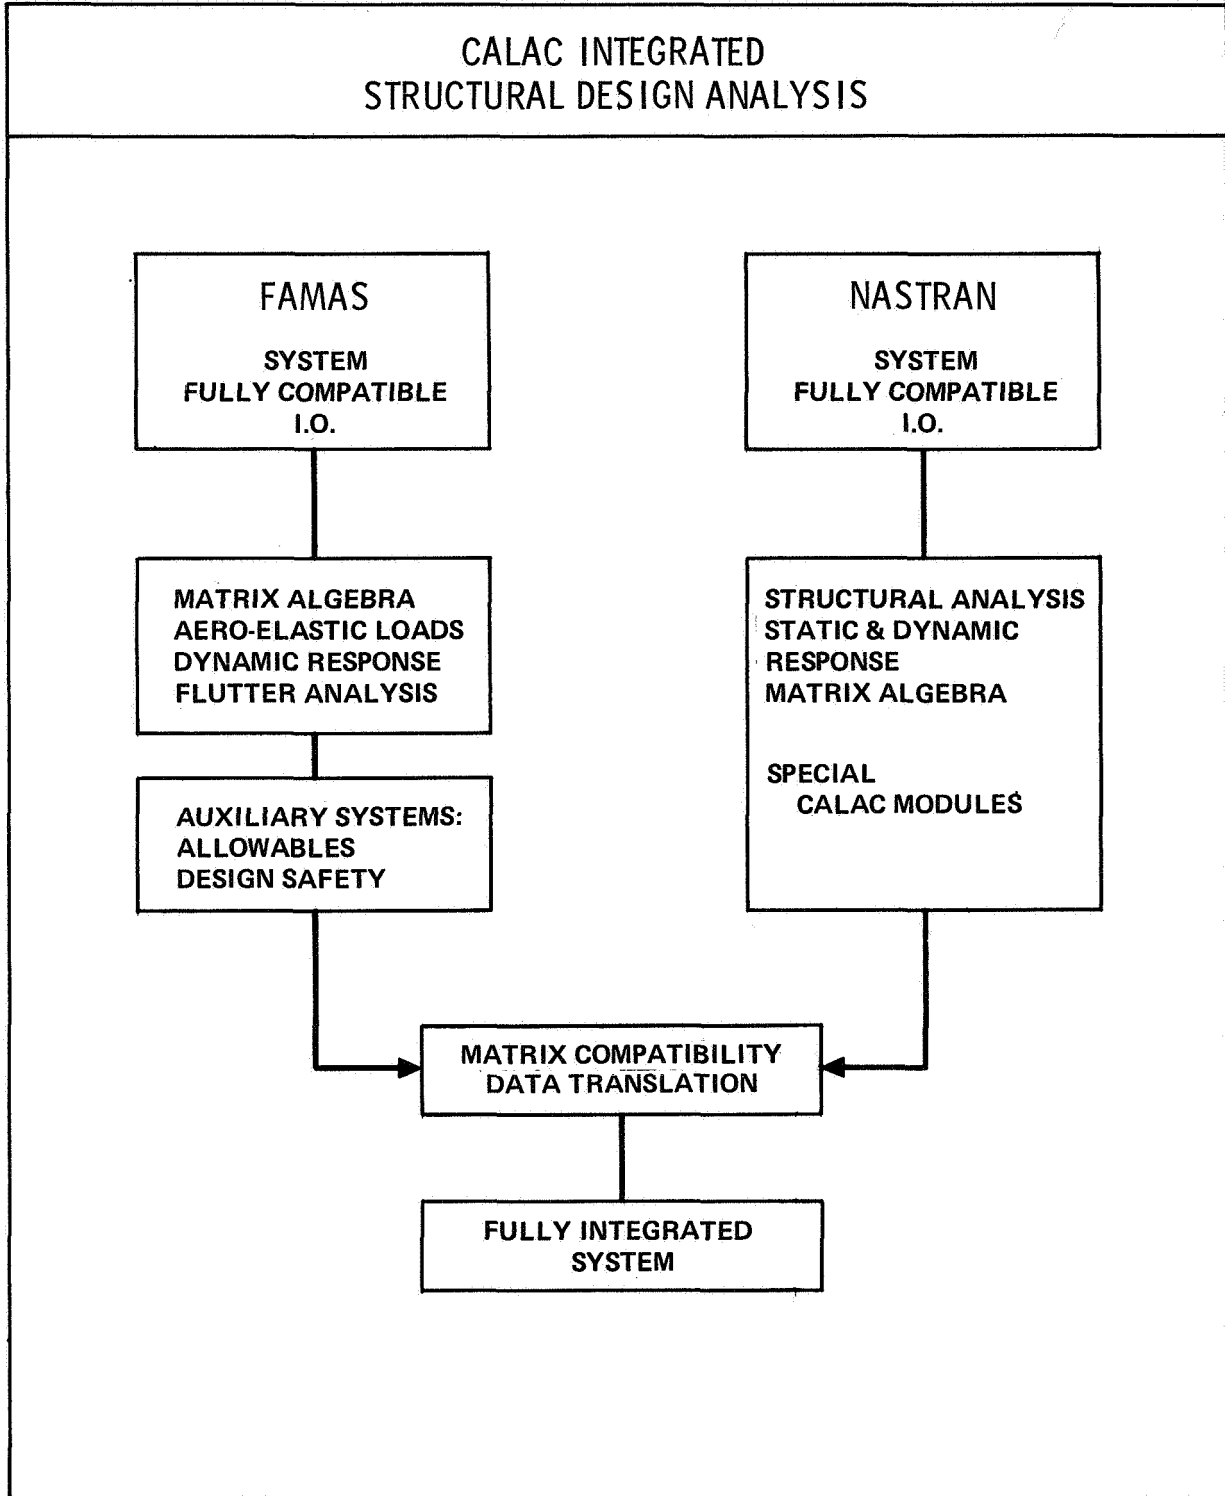 CALAC INTEGRATED
STRUCTURAL DESIGN ANALYSIS
FAMAS
SYSTEM
FULLY COMPATIBLE
I.O.
NASTRAN
SYSTEM
FULLY COMPATIBLE
I.O.
MATRIX ALGEBRA
AERO-ELASTIC LOADS
DYNAMIC RESPONSE
FLUTTER ANALYSIS
STRUCTURAL ANALYSIS
STATIC & DYNAMIC
RESPONSE
MATRIX ALGEBRA
SPECIAL
CALAC MODULES
AUXILIARY SYSTEMS:
ALLOWABLES
DESIGN SAFETY
MATRIX COMPATIBILITY
DATA TRANSLATION
FULLY INTEGRATED
SYSTEM